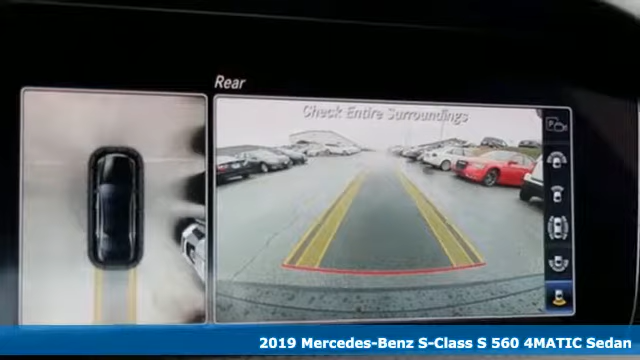 Rear
Check Entire Surroundings
P
2019 Mercedes-Benz S-Class S 560 4MATIC Sedan